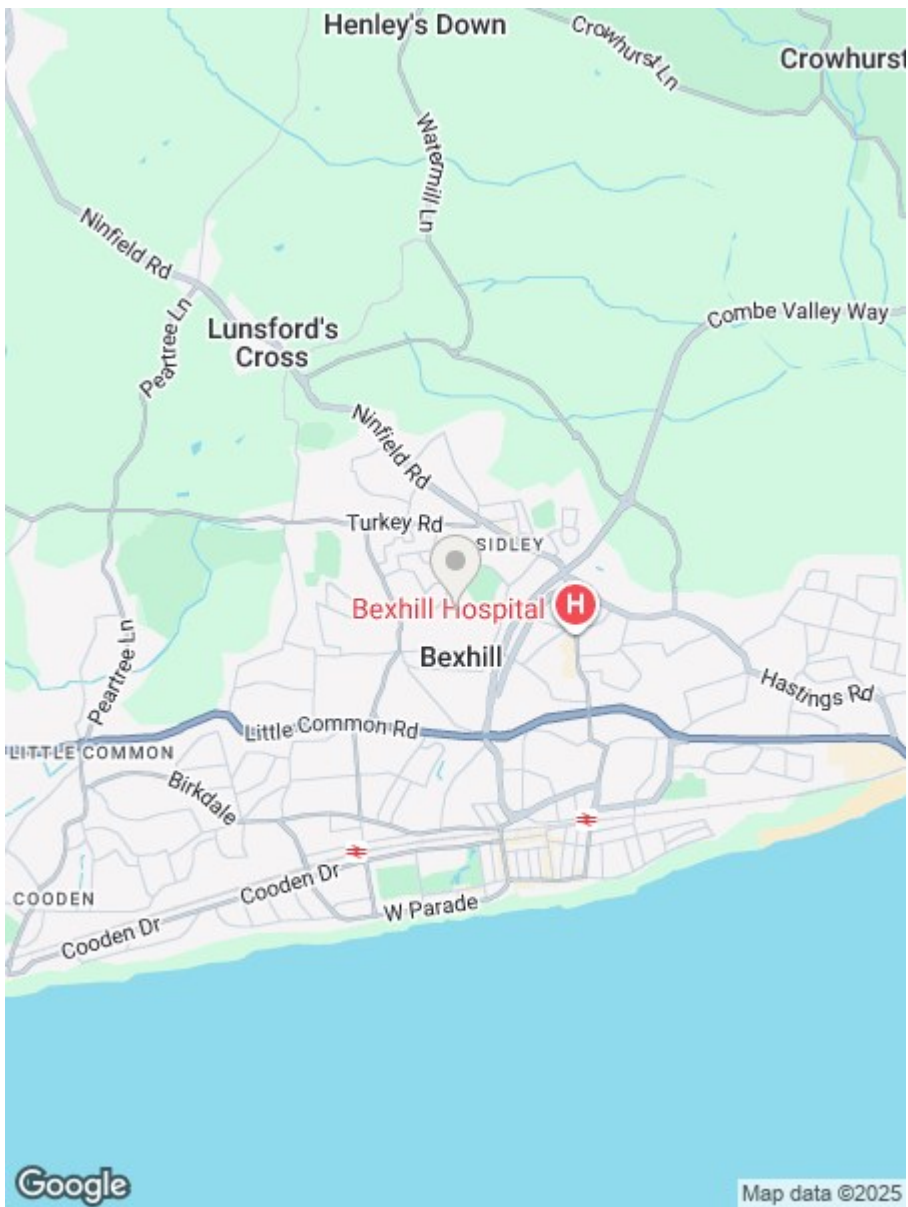 Henley's Down
Crowhurst Ln
Crowhurst
Watermill Ln
Ninfield Rd
Combe Valley Way
Peartree Ln
Lunsford's
Cross
Ninfield Rd
Turkey Rd
SIDLEY
Bexhill Hospital
H
Bexhill
Peartree Ln
Hastings Rd
Little Common Rd
LITTLE COMMON
Birkdale
Cooden Dr
COODEN
W Parade
Cooden Dr
Google
Map data ©2025